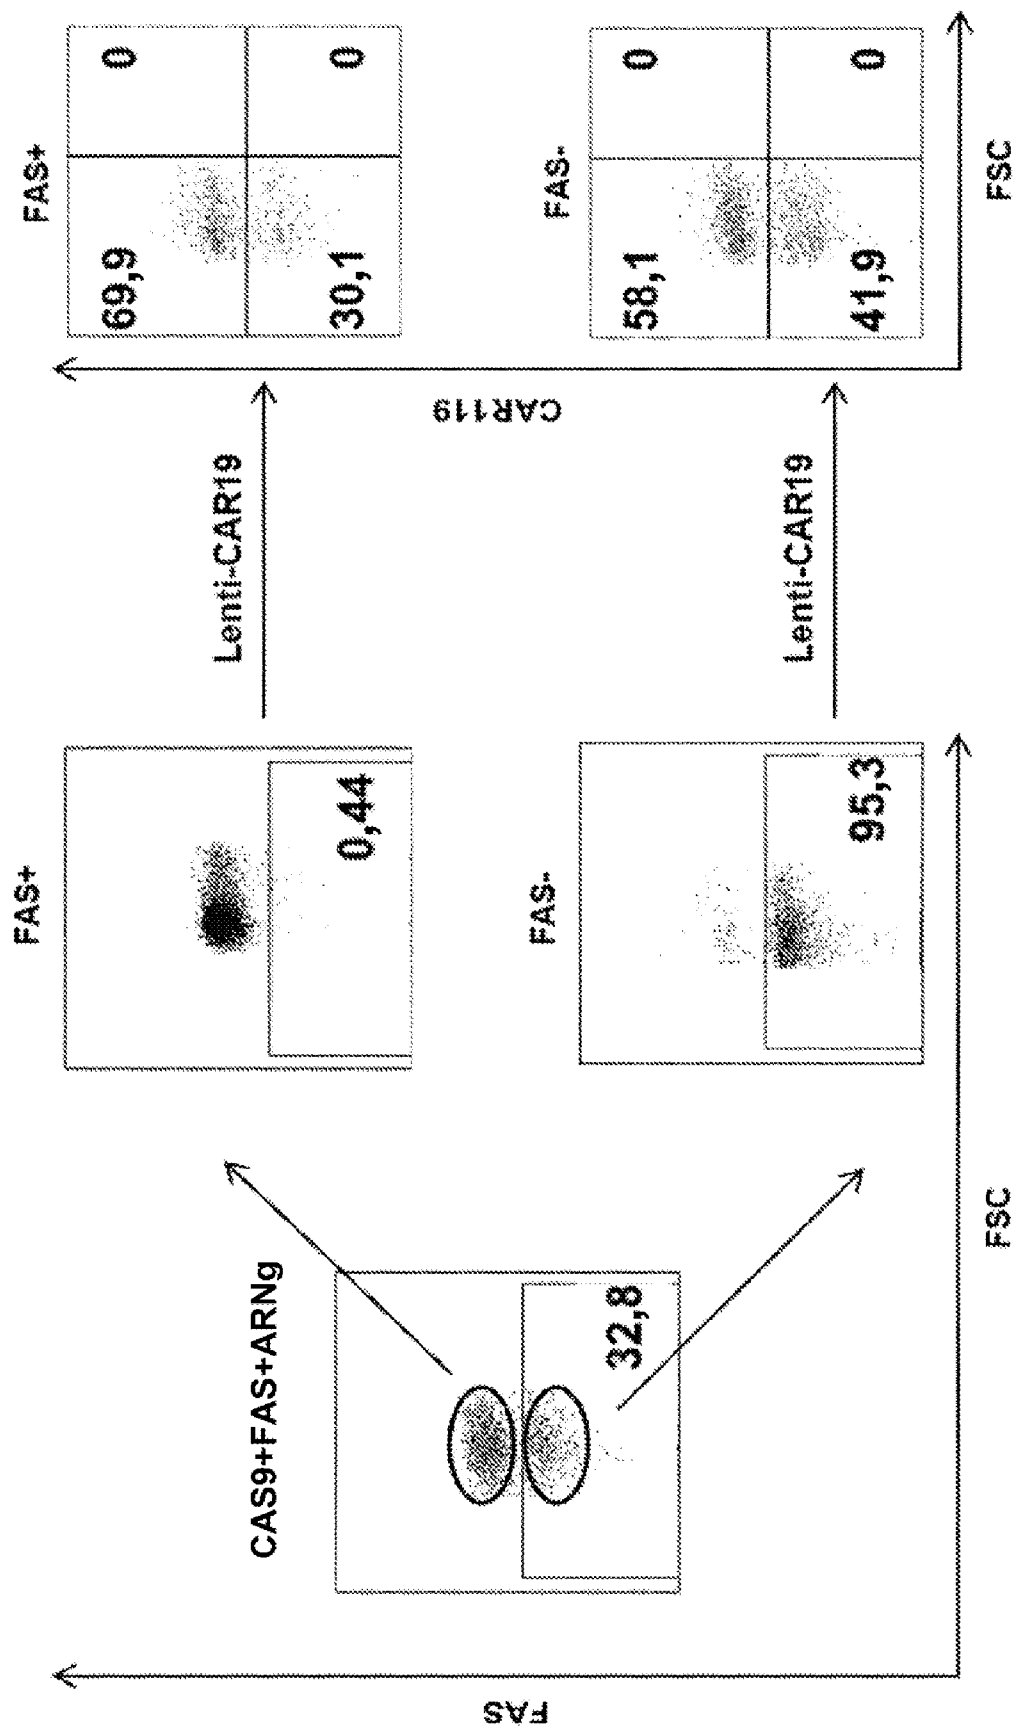 CAS9+FAS+ARNg
32,8
FAS
FAS+
0,44
FAS-
95,3
FSC
Lenti-CAR19
Lenti-CAR19
CAR119
FAS+
69,9
0
30,1
0
FAS-
58,1
0
41,9
0
FSC